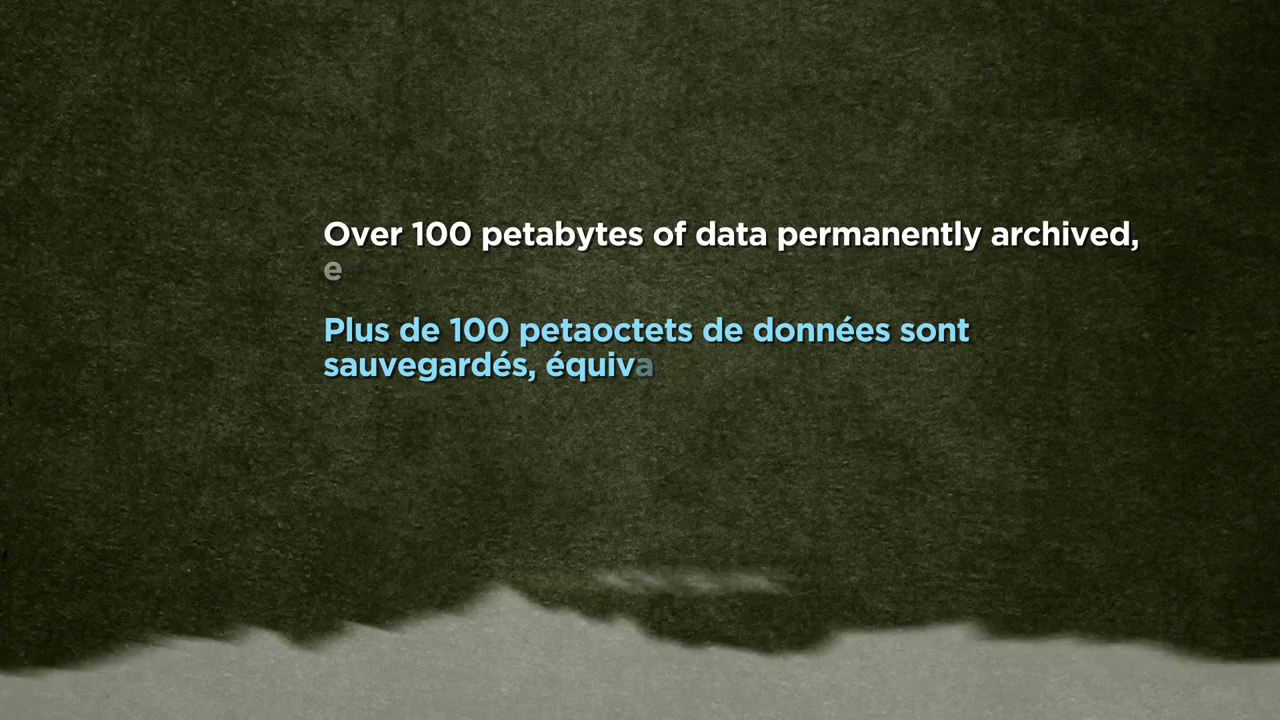 Over 100 petabytes of data permanently archived,
e
Plus de 100 petaoctets de données sont
sauvegardés, équiva